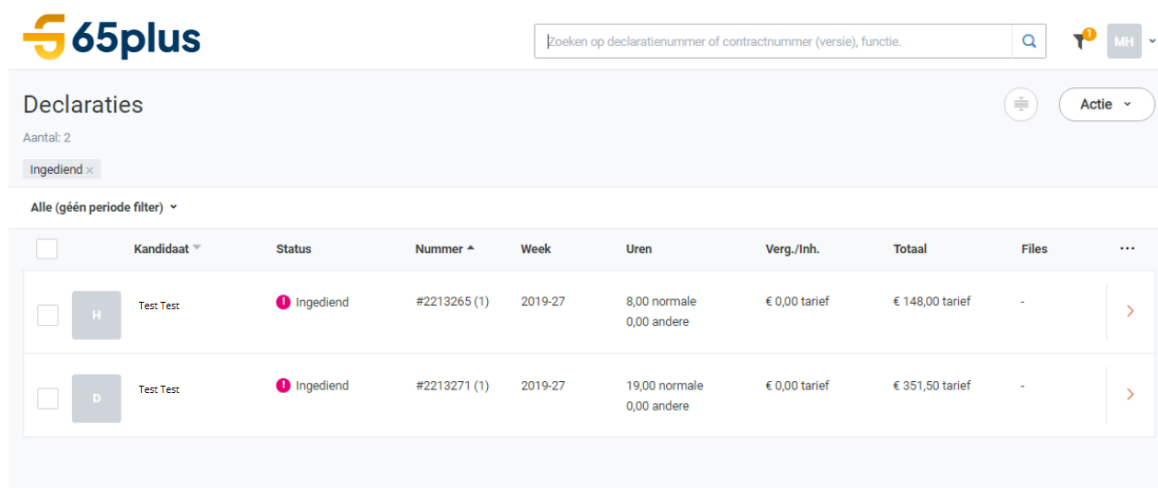 65plus
Zoeken op declaratienummer of contractnummer (versie), functie.
1
MH
Declaraties
Actie
Aantal: 2
Ingediend ×
Alle (géén periode filter)
Kandidaat Status Nummer Week Uren Verg./Inh. Totaal Files ...
H Test Test Ingediend #2213265 (1) 2019-27 8,00 normale € 0,00 tarief € 148,00 tarief -
0,00 andere
D Test Test Ingediend #2213271 (1) 2019-27 19,00 normale € 0,00 tarief € 351,50 tarief -
0,00 andere